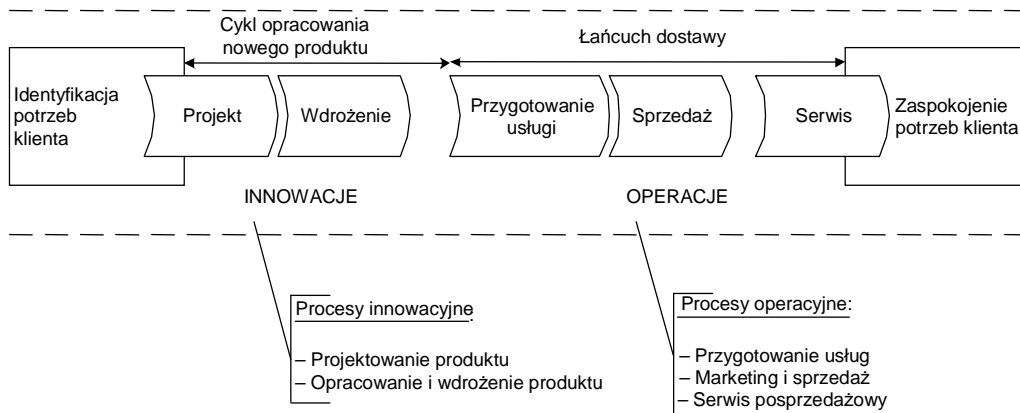 Cykl opracowania
nowego produktu
Łańcuch dostawy
Identyfikacja
potrzeb
klienta
Projekt
Wdrożenie
Przygotowanie
usługi
Sprzedaż
Serwis
Zaspokojenie
potrzeb klienta
INNOWACJE
OPERACJE
Procesy innowacyjne:
– Projektowanie produktu
– Opracowanie i wdrożenie produktu
Procesy operacyjne:
– Przygotowanie usług
– Marketing i sprzedaż
– Serwis posprzedażowy